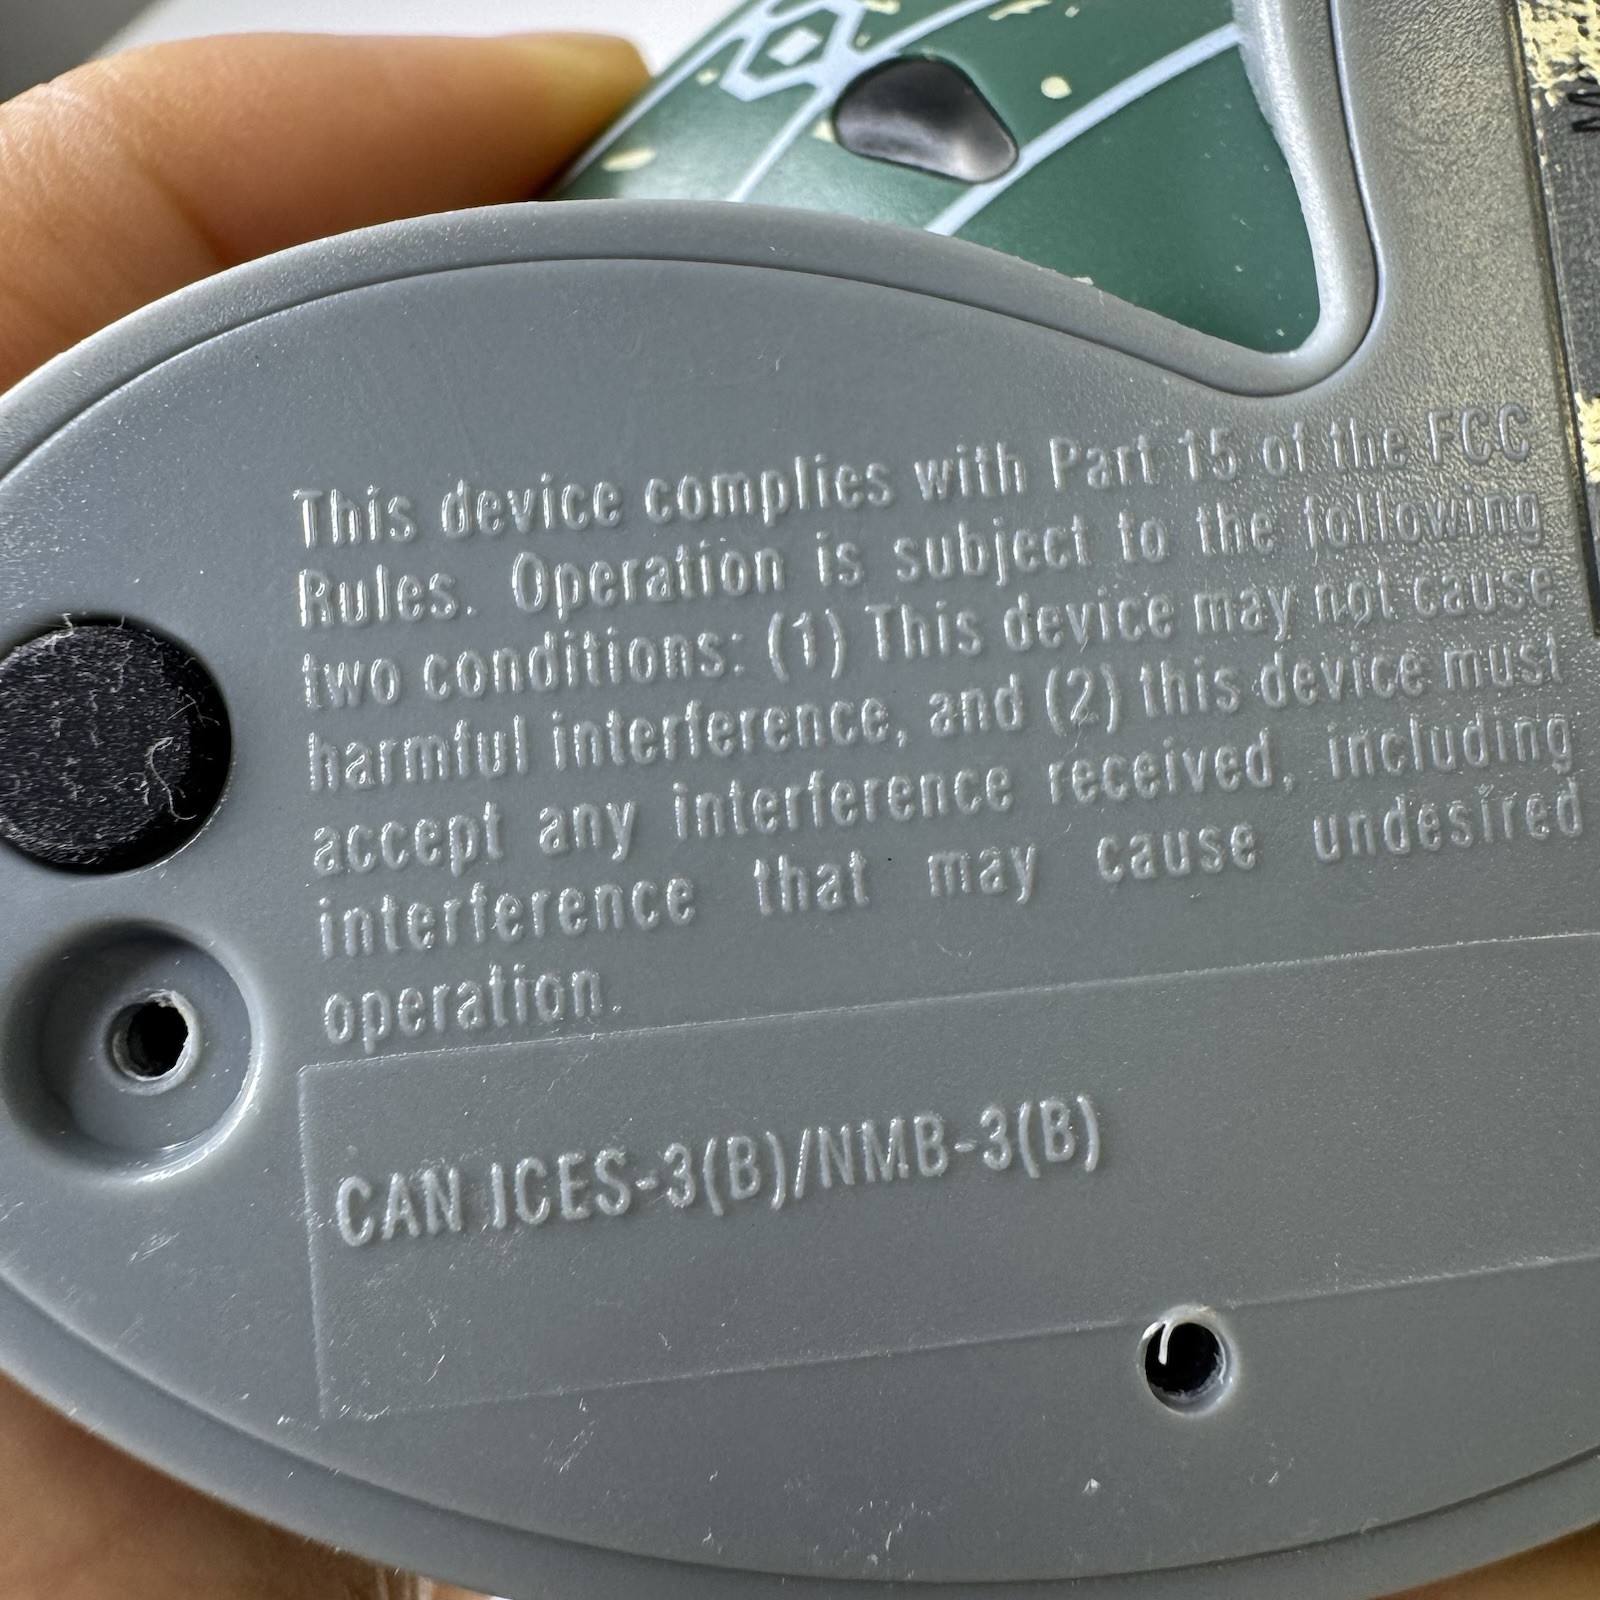 This device complies with Part 15 of the FCC
Rules. Operation is subject to the following
two conditions: (1) This device may not cause
harmful interference, and (2) this device must
accept any interference received, including
interference that may cause undesired
operation.
CAN ICES-3(B)/NMB-3(B)